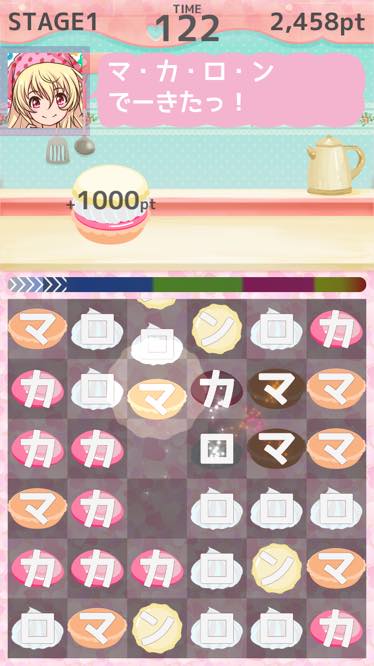 STAGE1
TIME
122
2,458pt
マ・カ・ロ・ン
でーきたっ！
+1000pt
マ ロ ロ ン ロ カ
カ ロ マ カ マ マ
カ カ ロ マ マ
マ カ ロ ロ ロ
カ カ カ ロ ン マ
ロ マ ン ロ ロ カ